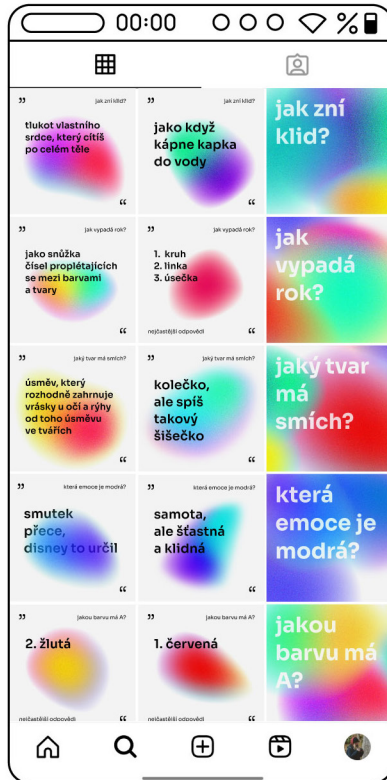 00:00
”
jak zní klid?
tlukot vlastního
srdce, který cítíš
po celém těle
“
”
jak zní klid?
jako když
kápne kapka
do vody
“
jak zní
klid?
”
jak vypadá rok?
jako snůžka
čísel proplétajících
se mezi barvami
a tvary
“
”
jak vypadá rok?
1. kruh
2. linka
3. úsečka
nejčastější odpovědi
“
jak
vypadá
rok?
”
jaký tvar má smích?
úsměv, který
rozhodně zahrnuje
vrásky u očí a rýhy
od toho úsměvu
ve tvářích
“
”
jaký tvar má smích?
kolečko,
ale spíš
takový
šišečko
“
jaký tvar
má
smích?
”
která emoce je modrá?
smutek
přece,
disney to určil
“
”
která emoce je modrá?
samota,
ale šťastná
a klidná
“
která
emoce je
modrá?
”
jakou barvu má A?
2. žlutá
nejčastější odpovědi
“
”
jakou barvu má A?
1. červená
nejčastější odpovědi
“
jakou
barvu má
A?